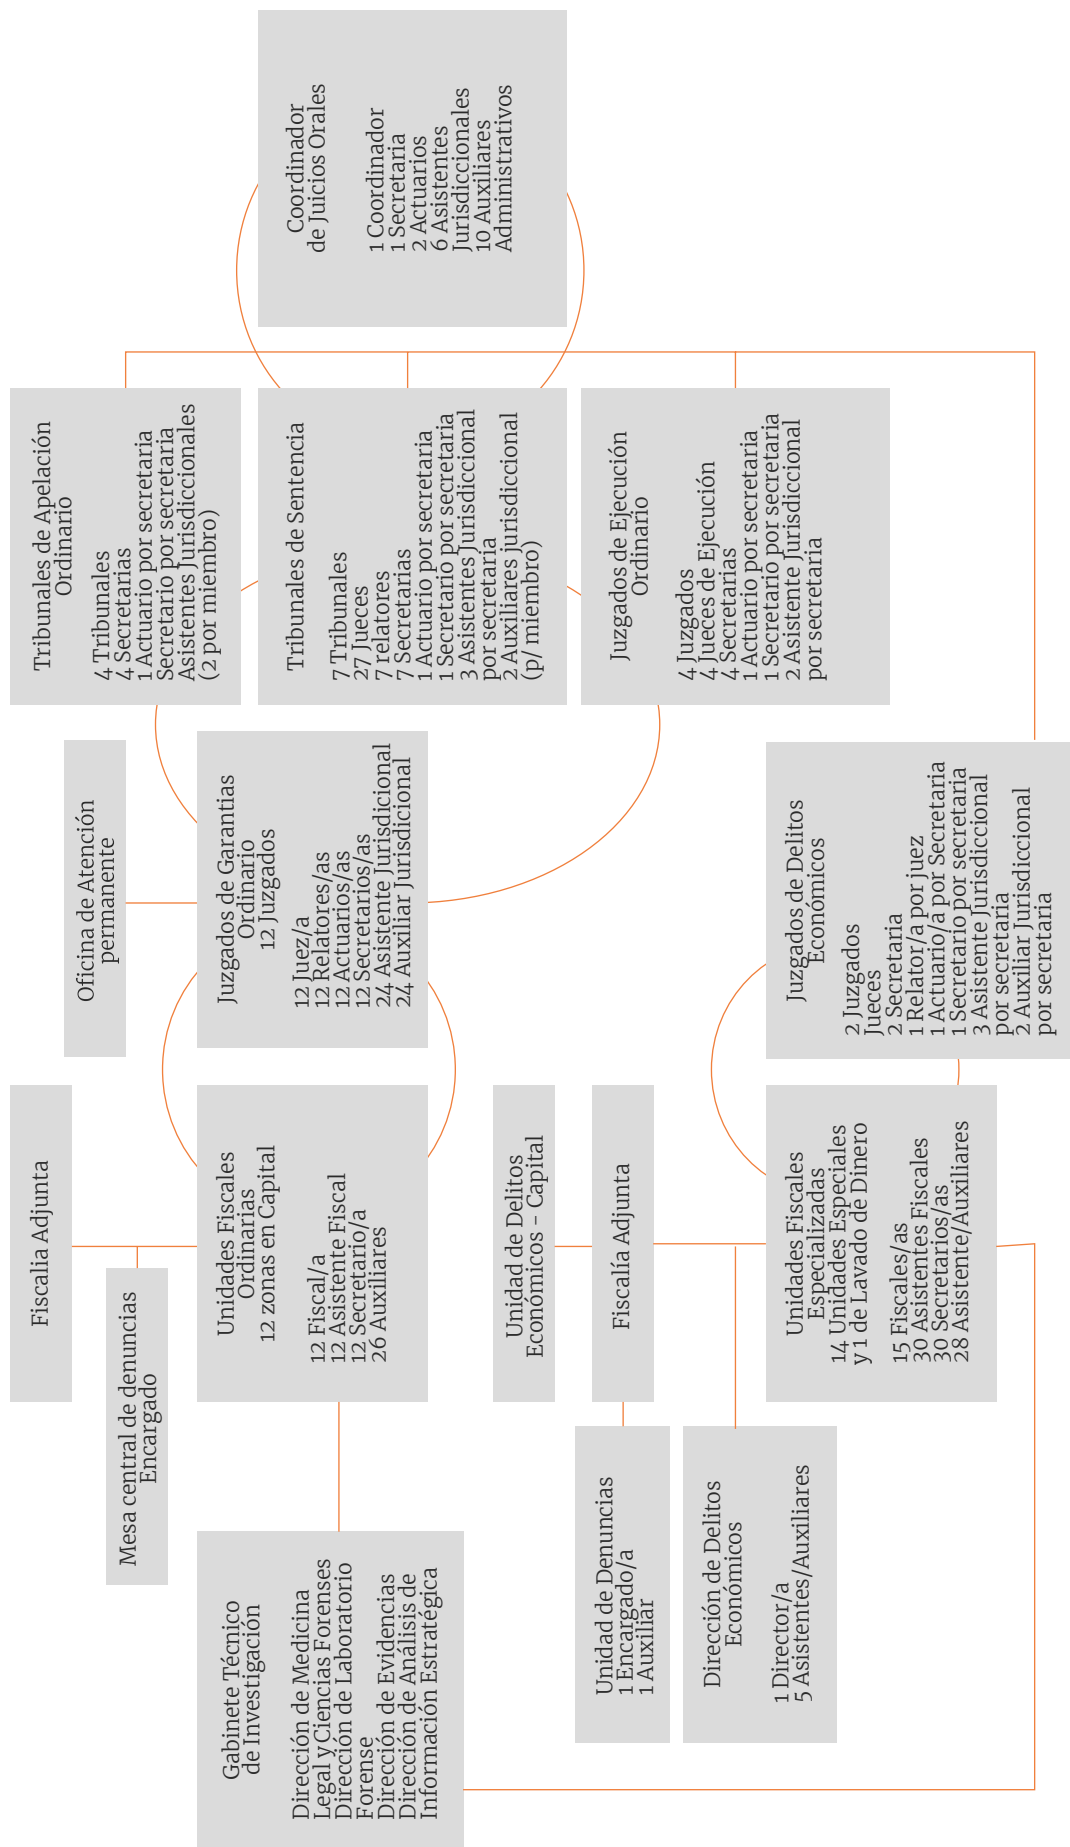 Gabinete Técnico
de Investigación
Dirección de Medicina
Legal y Ciencias Forenses
Dirección de Laboratorio
Forense
Dirección de Evidencias
Dirección de Análisis de
Información Estratégica
Mesa central de denuncias
Encargado
Fiscalia Adjunta
Unidades Fiscales
Ordinarias
12 zonas en Capital
12 Fiscal/a
12 Asistente Fiscal
12 Secretario/a
26 Auxiliares
Oficina de Atención
permanente
Juzgados de Garantias
Ordinario
12 Juzgados
12 Juez/a
12 Relatores/as
12 Actuarios/as
12 Secretarios/as
24 Asistente Jurisdicional
24 Auxiliar Jurisdicional
Tribunales de Apelación
Ordinario
4 Tribunales
4 Secretarias
1 Actuario por secretaria
Secretario por secretaria
Asistentes Jurisdiccionales
(2 por miembro)
Tribunales de Sentencia
7 Tribunales
27 Jueces
7 relatores
7 Secretarias
1 Actuario por secretaria
1 Secretario por secretaria
3 Asistentes Jurisdiccional
por secretaria
2 Auxiliares jurisdiccional
(p/ miembro)
Juzgados de Ejecución
Ordinario
4 Juzgados
4 Jueces de Ejecución
4 Secretarias
1 Actuario por secretaria
1 Secretario por secretaria
2 Asistente Jurisdiccional
por secretaria
Coordinador
de Juicios Orales
1 Coordinador
1 Secretaria
2 Actuarios
6 Asistentes
Jurisdiccionales
10 Auxiliares
Administrativos
Unidad de Denuncias
1 Encargado/a
1 Auxiliar
Dirección de Delitos
Económicos
1 Director/a
5 Asistentes/Auxiliares
Unidad de Delitos
Económicos – Capital
Fiscalía Adjunta
Unidades Fiscales
Especializadas
14 Unidades Especiales
y 1 de Lavado de Dinero
15 Fiscales/as
30 Asistentes Fiscales
30 Secretarios/as
28 Asistente/Auxiliares
Juzgados de Delitos
Económicos
2 Juzgados
Jueces
2 Secretaria
1 Relator/a por juez
1 Actuario/a por Secretaria
1 Secretario por secretaria
3 Asistente Jurisdiccional
por secretaria
2 Auxiliar Jurisdiccional
por secretaria